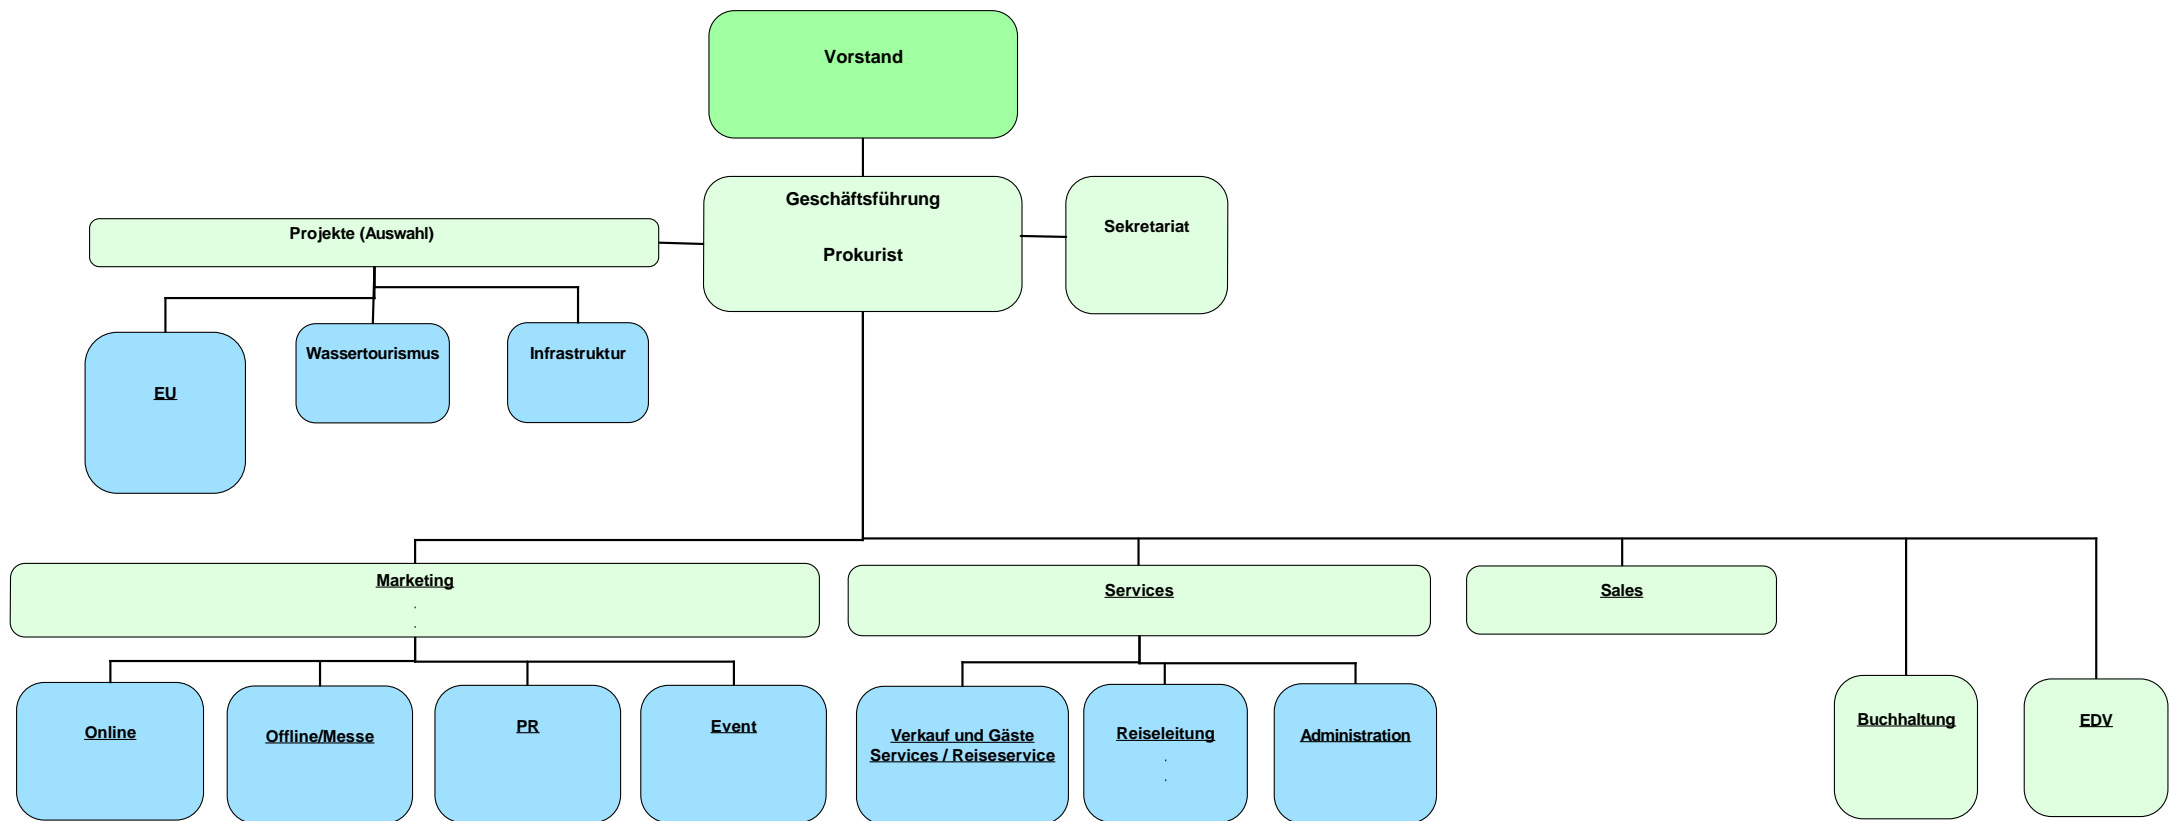 Vorstand
Geschäftsführung
Prokurist
Sekretariat
Projekte (Auswahl)
EU
Wassertourismus
Infrastruktur
Marketing
.
.
Services
Sales
Online
Offline/Messe
PR
Event
Verkauf und Gäste
Services / Reiseservice
Reiseleitung
.
.
Administration
Buchhaltung
EDV